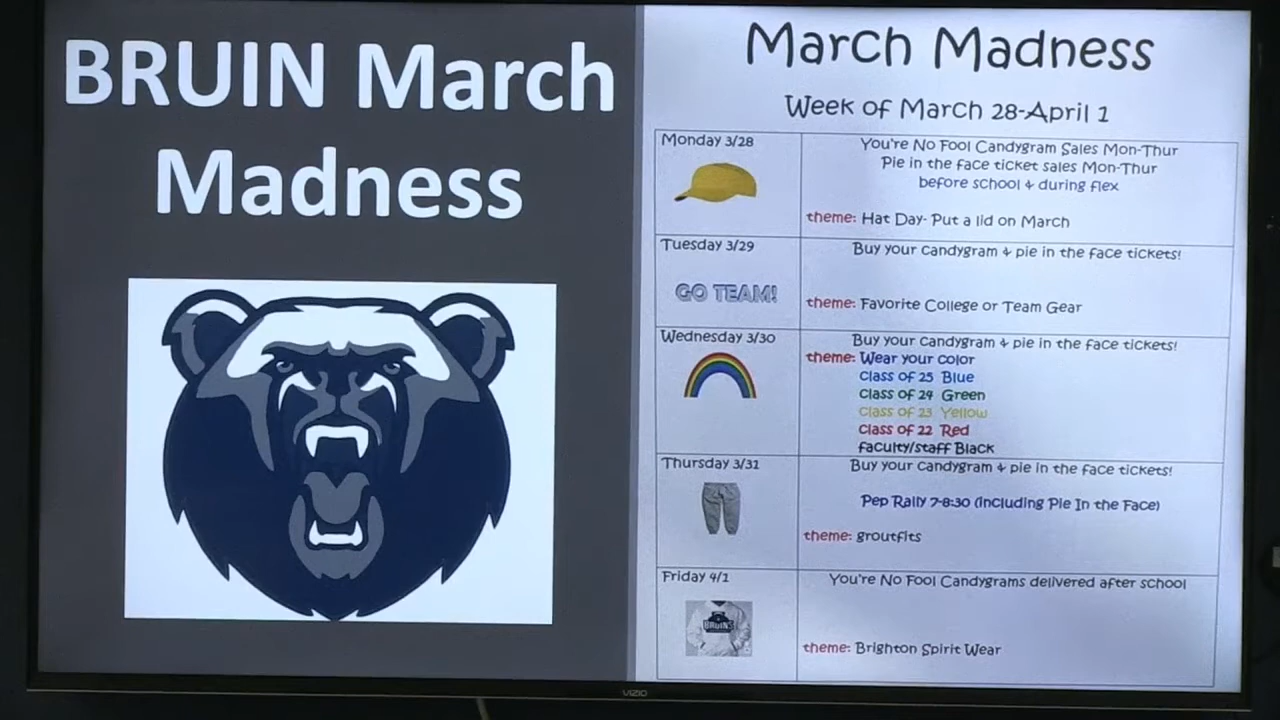 BRUIN March
Madness
March Madness
Week of March 28-April 1
Monday 3/28
You're No Fool Candygram Sales Mon-Thur
Pie in the face ticket sales Mon-Thur
before school & during flex
theme: Hat Day- Put a lid on March
Tuesday 3/29
GO TEAM!
Buy your candygram & pie in the face tickets!
theme: Favorite College or Team Gear
Wednesday 3/30
Buy your candygram & pie in the face tickets!
theme: Wear your color
Class of 25 Blue
Class of 24 Green
Class of 23 Yellow
Class of 22 Red
faculty/staff Black
Thursday 3/31
Buy your candygram & pie in the face tickets!
Pep Rally 7-8:30 (including Pie In the Face)
theme: groutfits
Friday 4/1
BRUINS
You're No Fool Candygrams delivered after school
theme: Brighton Spirit Wear
VIZIO